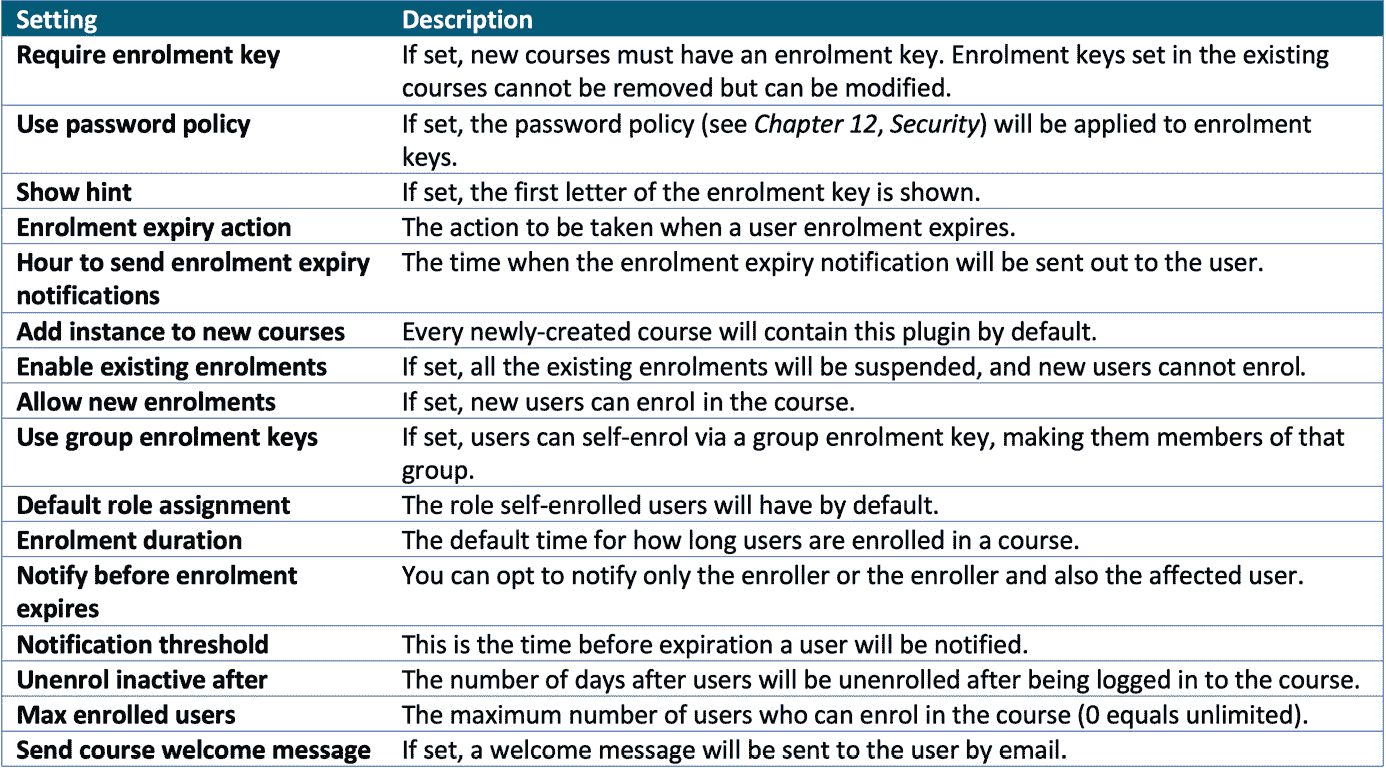 Setting Description
Require enrolment key If set, new courses must have an enrolment key. Enrolment keys set in the existing
courses cannot be removed but can be modified.
Use password policy If set, the password policy (see Chapter 12, Security) will be applied to enrolment
keys.
Show hint If set, the first letter of the enrolment key is shown.
Enrolment expiry action The action to be taken when a user enrolment expires.
Hour to send enrolment expiry The time when the enrolment expiry notification will be sent out to the user.
notifications
Add instance to new courses Every newly-created course will contain this plugin by default.
Enable existing enrolments If set, all the existing enrolments will be suspended, and new users cannot enrol.
Allow new enrolments If set, new users can enrol in the course.
Use group enrolment keys If set, users can self-enrol via a group enrolment key, making them members of that
group.
Default role assignment The role self-enrolled users will have by default.
Enrolment duration The default time for how long users are enrolled in a course.
Notify before enrolment You can opt to notify only the enroller or the enroller and also the affected user.
expires
Notification threshold This is the time before expiration a user will be notified.
Unenrol inactive after The number of days after users will be unenrolled after being logged in to the course.
Max enrolled users The maximum number of users who can enrol in the course (0 equals unlimited).
Send course welcome message If set, a welcome message will be sent to the user by email.